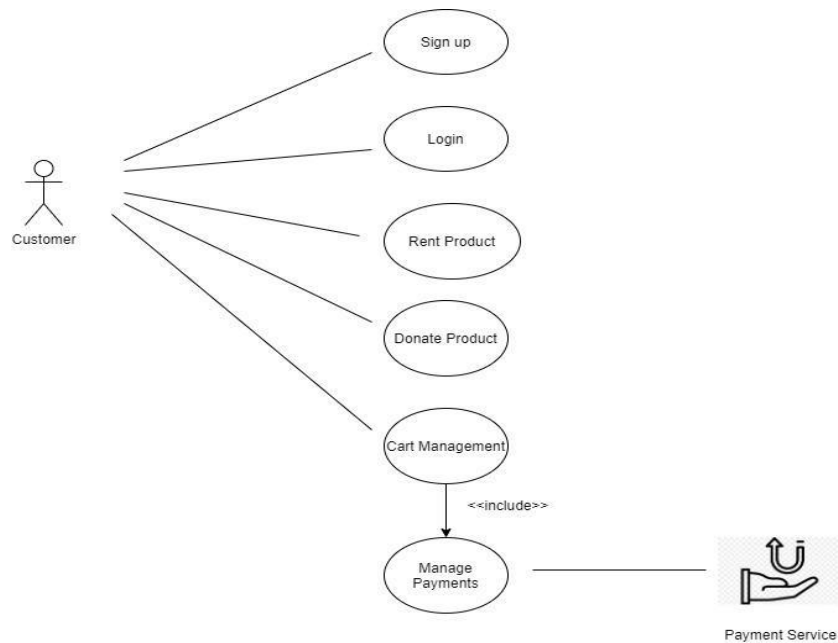 Sign up
Login
Customer
Rent Product
Donate Product
Cart Management
<<include>>
Manage
Payments
Payment Service